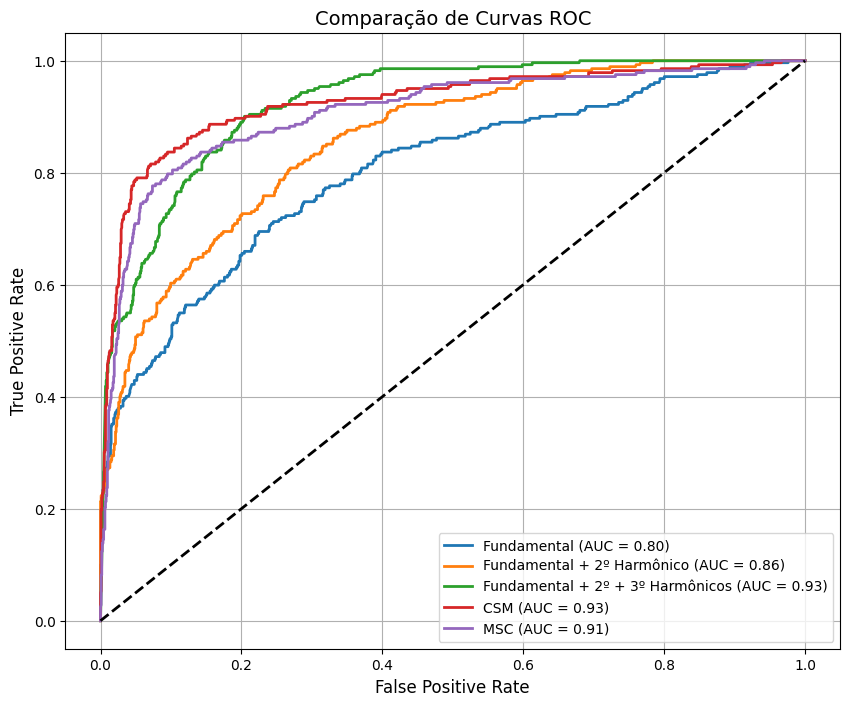 Comparação de Curvas ROC
True Positive Rate
1.0
0.8
0.6
0.4
0.2
0.0
Fundamental (AUC = 0.80)
Fundamental + 2º Harmônico (AUC = 0.86)
Fundamental + 2º + 3º Harmônicos (AUC = 0.93)
CSM (AUC = 0.93)
MSC (AUC = 0.91)
0.0 0.2 0.4 0.6 0.8 1.0
False Positive Rate